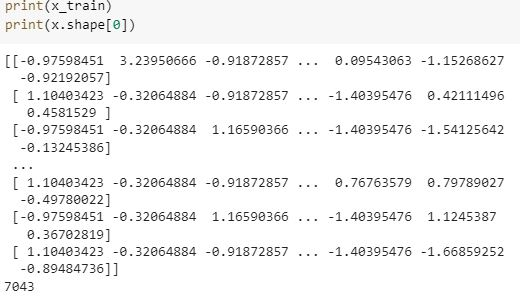 print(x_train)
print(x.shape[0])
[[-0.97598451  3.23950666 -0.91872857 ...  0.09543063 -1.15268627
  -0.92192057]
 [ 1.10403423 -0.32064884 -0.91872857 ... -1.40395476  0.42111496
   0.4581529 ]
 [-0.97598451 -0.32064884  1.16590366 ... -1.40395476 -1.54125642
  -0.13245386]
 ...
 [ 1.10403423 -0.32064884 -0.91872857 ...  0.76763579  0.79789027
  -0.49780022]
 [-0.97598451 -0.32064884  1.16590366 ... -1.40395476  1.1245387
   0.36702819]
 [ 1.10403423 -0.32064884 -0.91872857 ... -1.40395476 -1.66859252
  -0.89484736]]
7043